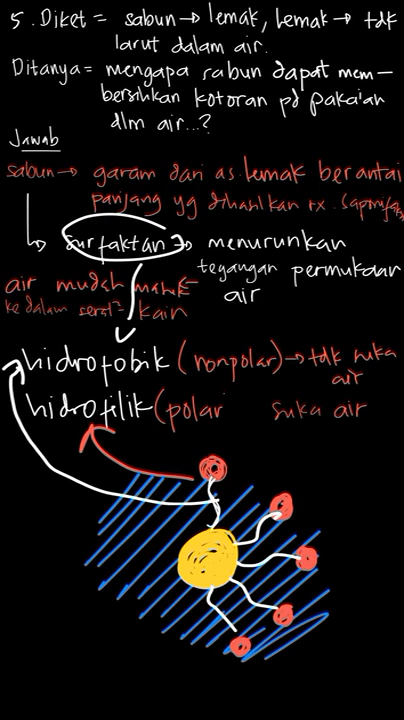 5. Diket = sabun → lemak, lemak → tdk
larut dalam air.
Ditanya = mengapa sabun dapat mem-
bersihkan kotoran pd pakaian
dlm air...?
Jawab
sabun → garam dari as. lemak berantai
panjang yg dihasilkan rx. saponifikasi
surfaktan → menurunkan
tegangan permukaan
air
air mudah masuk
ke dalam serat² kain
hidrofobik (nonpolar) → tdk suka
air
hidrofilik (polar suka air